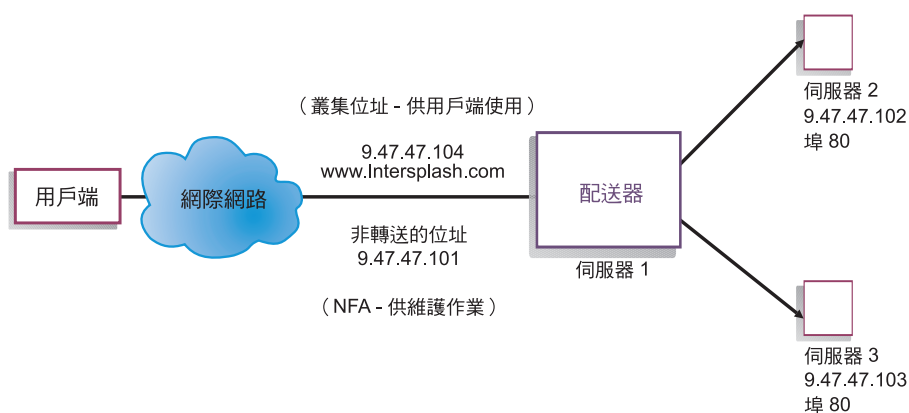 用戶端
網際網路
（叢集位址 - 供用戶端使用）
9.47.47.104
www.Intersplash.com
非轉送的位址
9.47.47.101
（NFA - 供維護作業）
配送器
伺服器 1
伺服器 2
9.47.47.102
埠 80
伺服器 3
9.47.47.103
埠 80